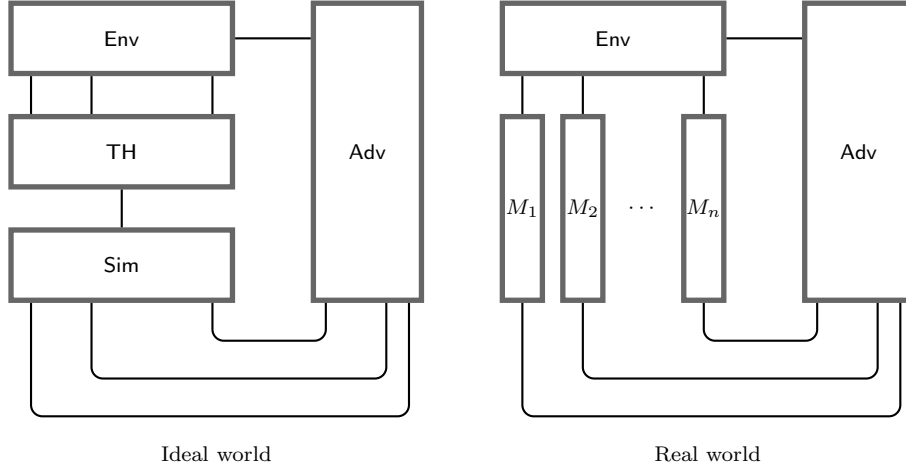 Env
TH
Sim
Adv
Ideal world
Env
M₁ M₂ ··· Mₙ
Adv
Real world